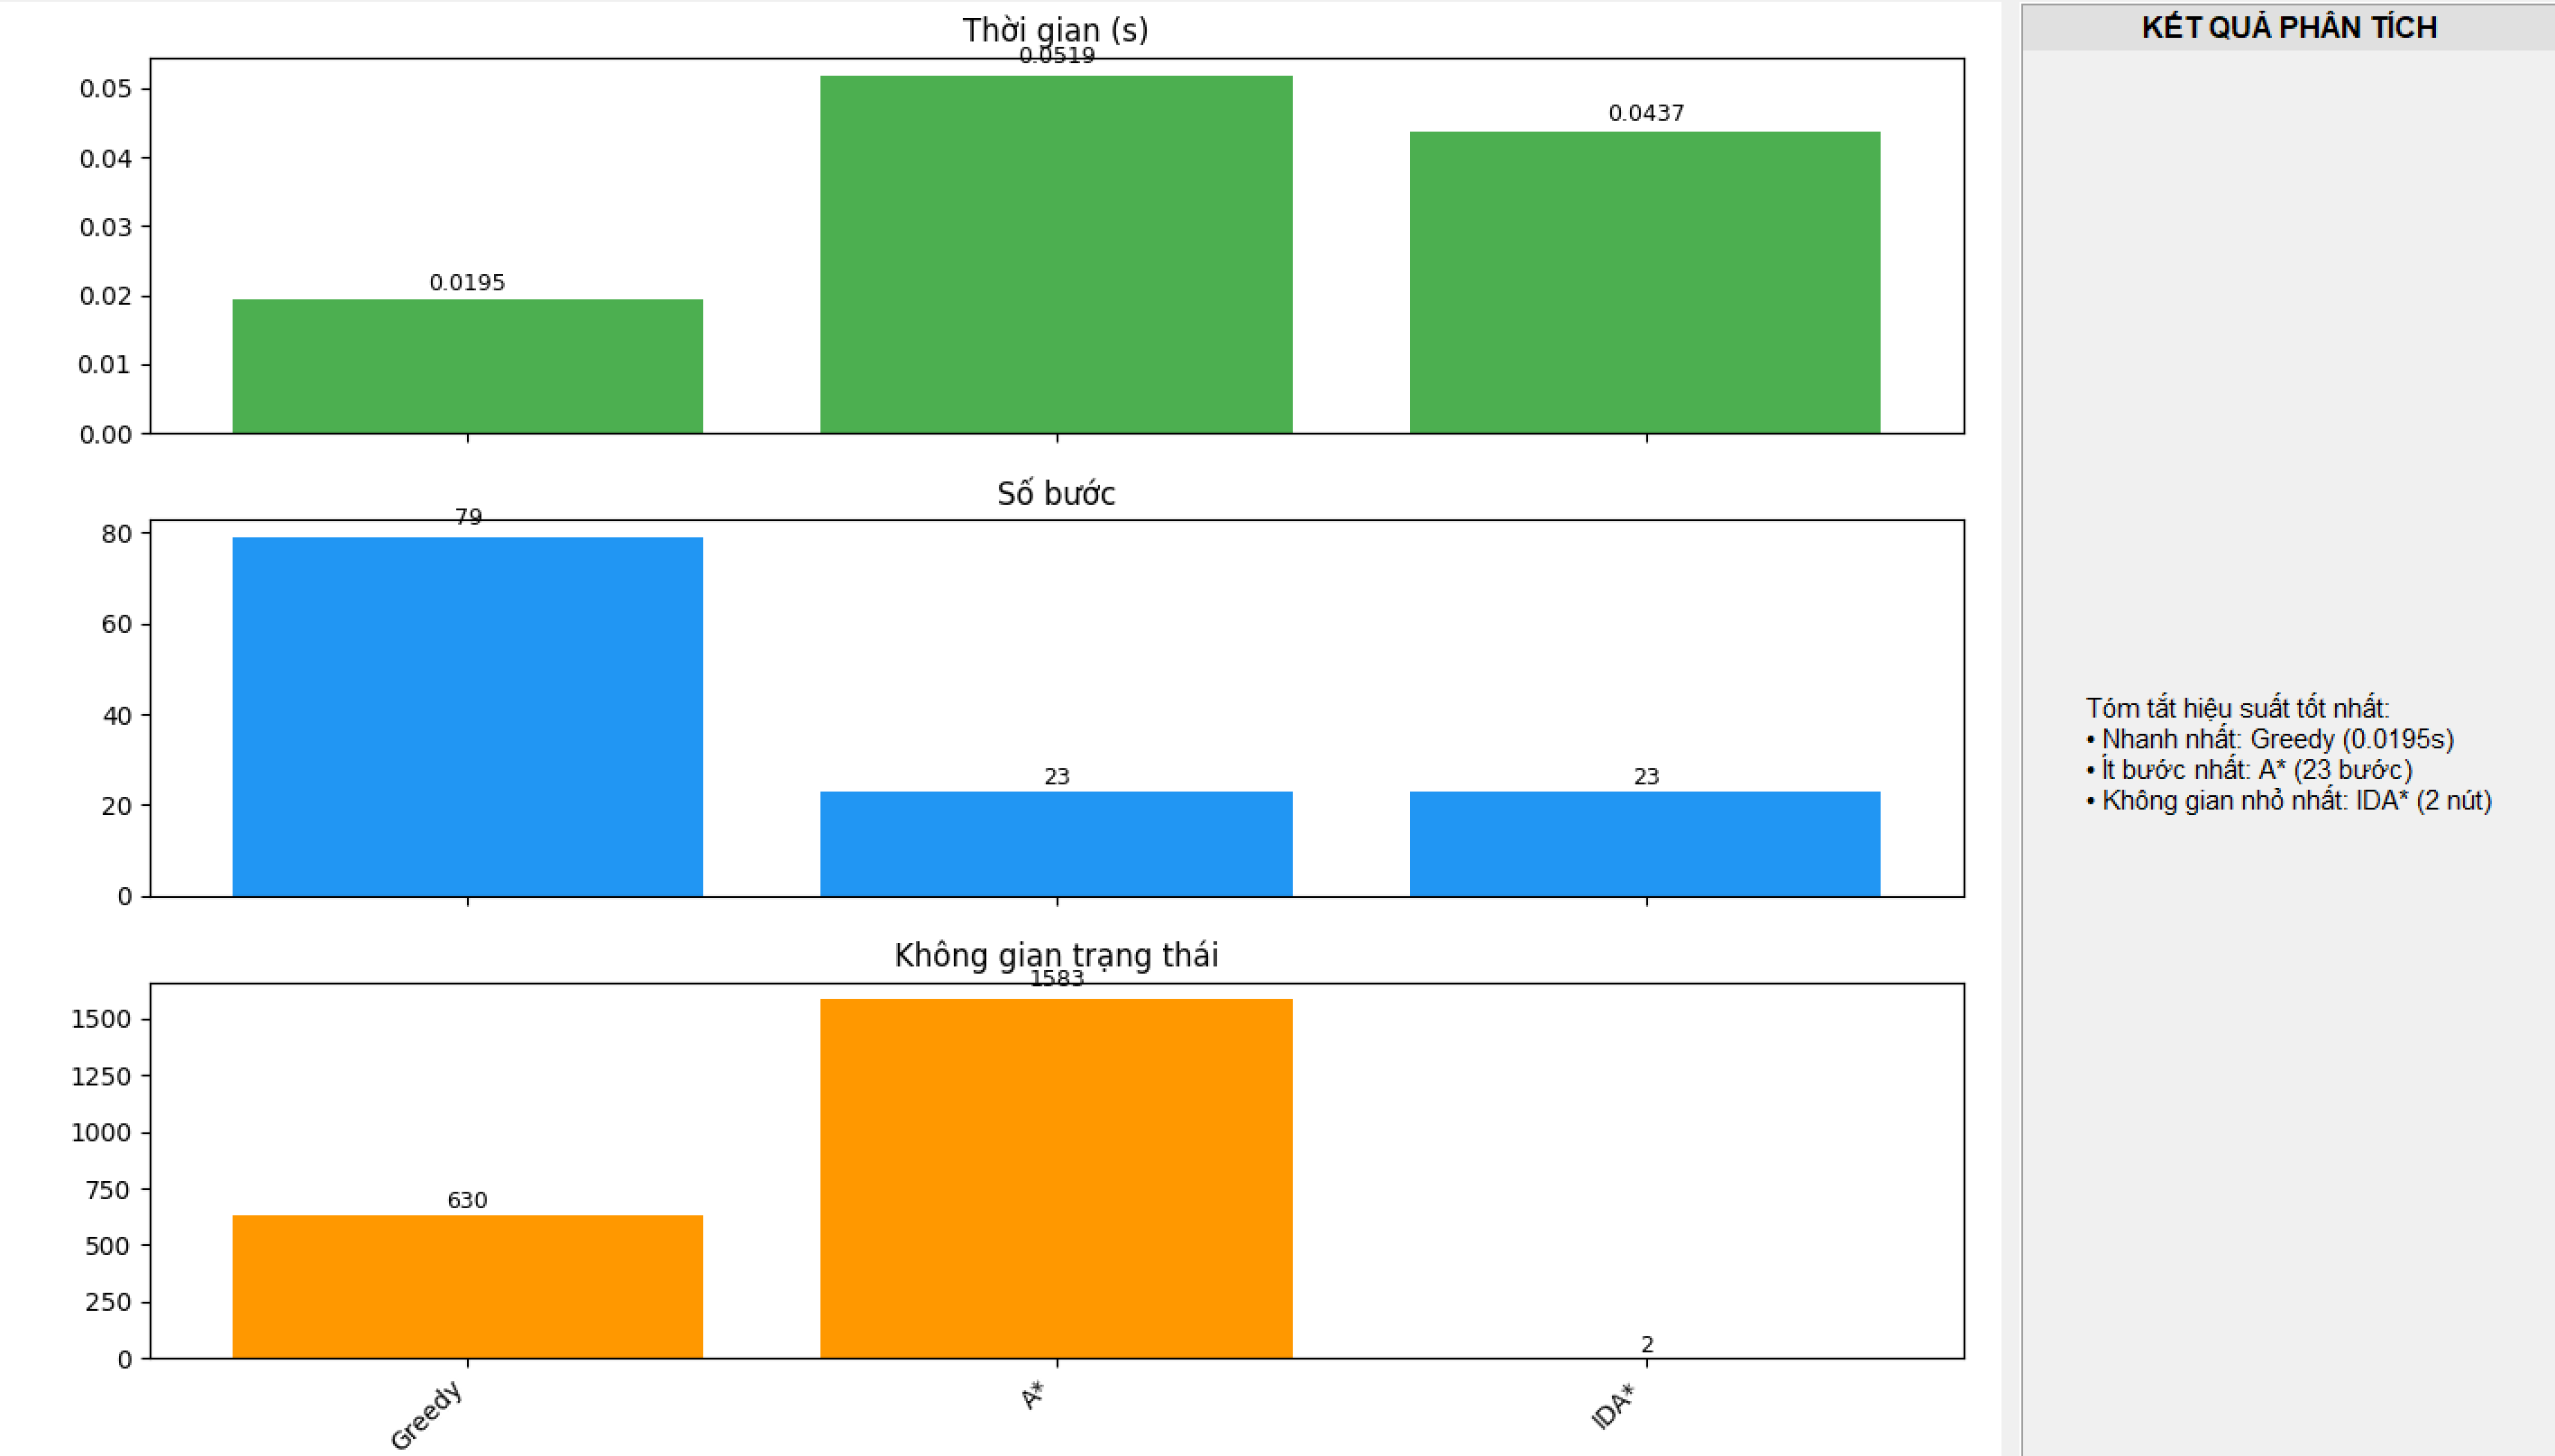 Thời gian (s)
0.0519
0.05
0.0437
0.04
0.03
0.0195
0.02
0.01
0.00
Số bước
79
80
60
40
23
23
20
0
Không gian trạng thái
1583
1500
1250
1000
750
630
500
250
2
0
Greedy
A*
IDA*
KẾT QUẢ PHÂN TÍCH
Tóm tắt hiệu suất tốt nhất:
• Nhanh nhất: Greedy (0.0195s)
• Ít bước nhất: A* (23 bước)
• Không gian nhỏ nhất: IDA* (2 nút)